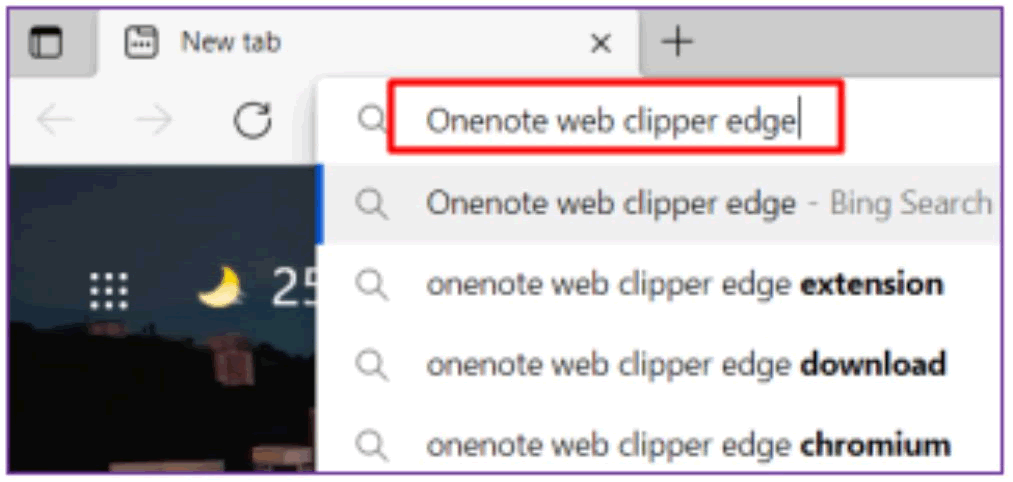 New tab
Onenote web clipper edge
Onenote web clipper edge - Bing Search
25
onenote web clipper edge extension
onenote web clipper edge download
onenote web clipper edge chromium